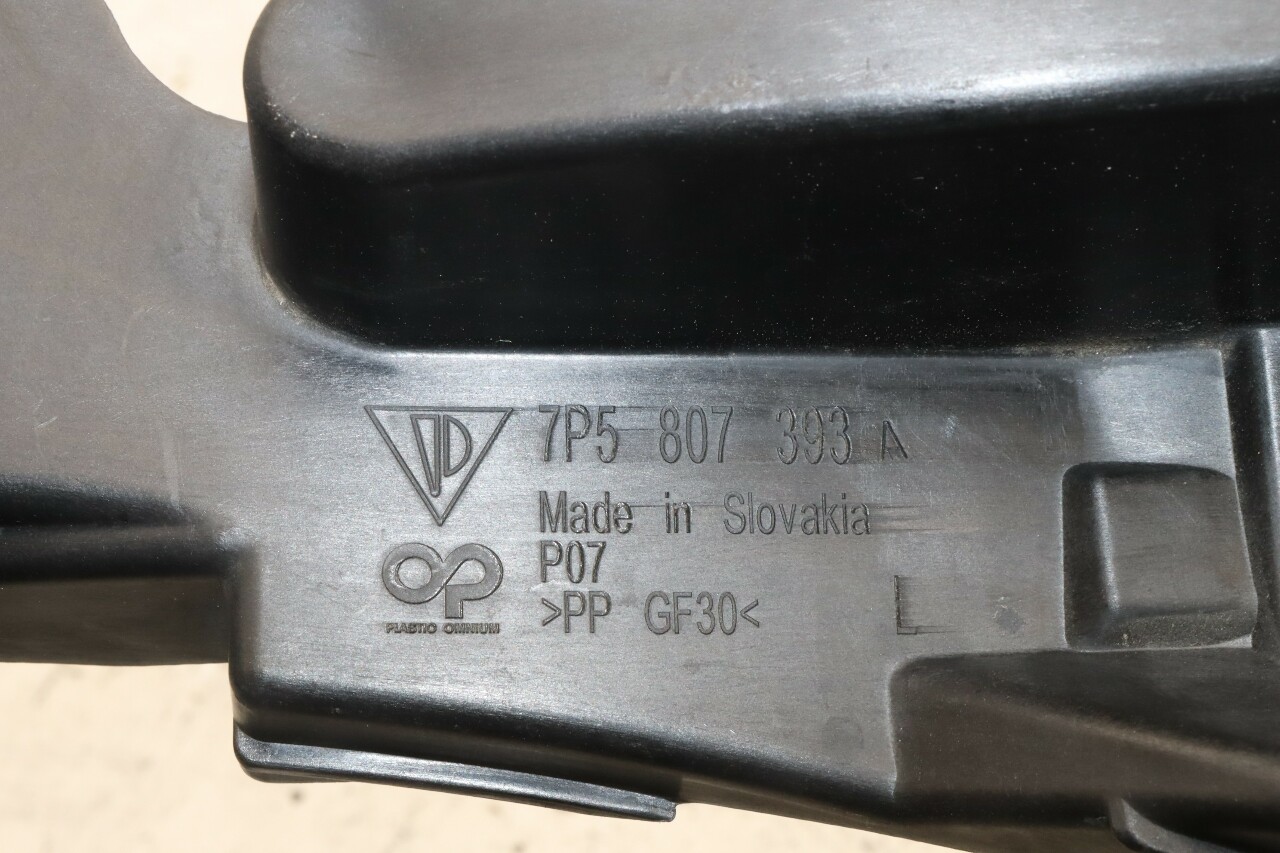 7P5 807 393 A
Made in Slovakia
P07
>PP GF30<
L
PLASTIC OMNIUM